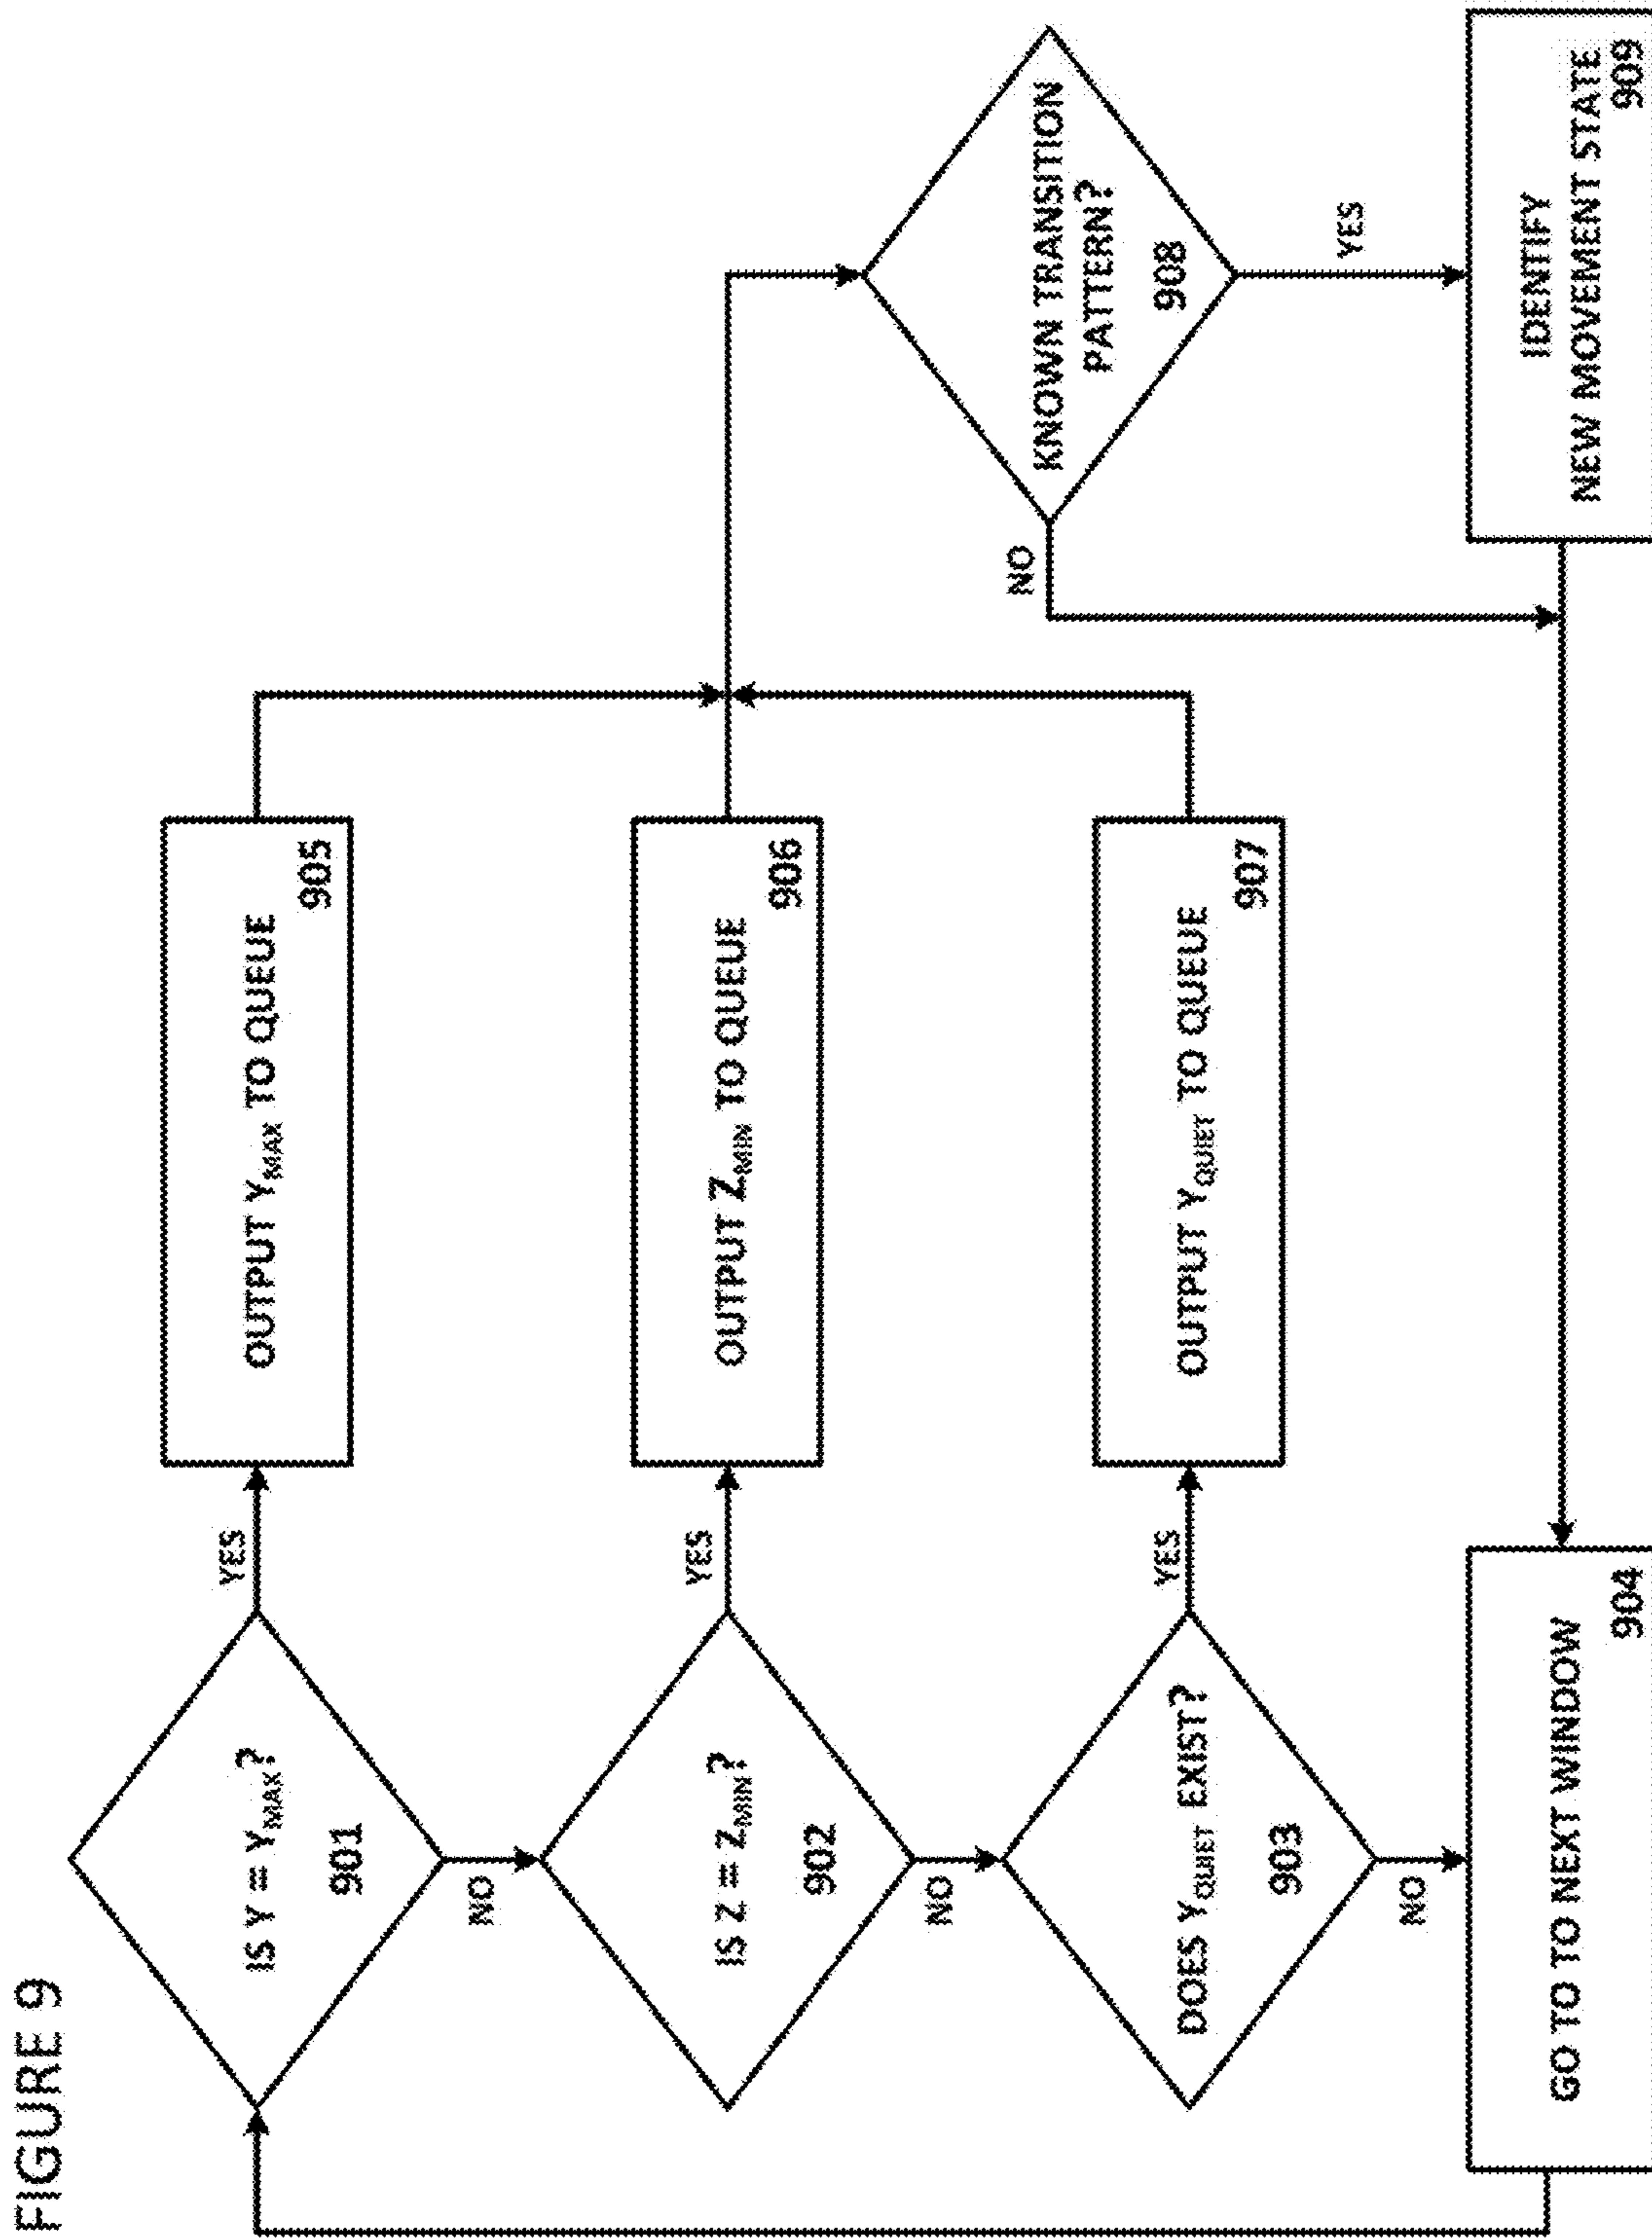 FIGURE 9
IS Y = YMAX?
901
YES
OUTPUT YMAX TO QUEUE
905
NO
IS Z = ZMIN?
902
YES
OUTPUT ZMIN TO QUEUE
906
NO
DOES YQUIET EXIST?
903
YES
OUTPUT YQUIET TO QUEUE
907
NO
KNOWN TRANSITION
PATTERN?
908
NO
YES
GO TO TO NEXT WINDOW
904
IDENTIFY
NEW MOVEMENT STATE
909